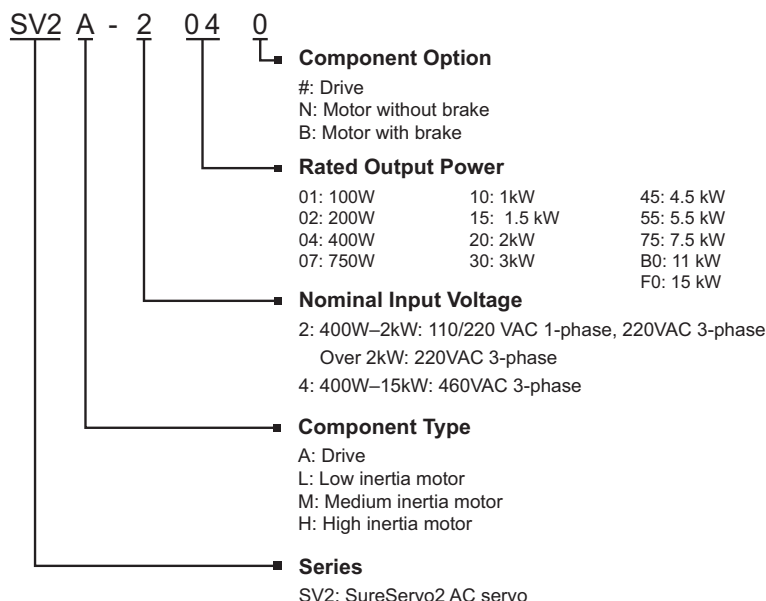 SV2 A - 2 04 0
Component Option
#: Drive
N: Motor without brake
B: Motor with brake
Rated Output Power
01: 100W 10: 1kW 45: 4.5 kW
02: 200W 15: 1.5 kW 55: 5.5 kW
04: 400W 20: 2kW 75: 7.5 kW
07: 750W 30: 3kW B0: 11 kW
F0: 15 kW
Nominal Input Voltage
2: 400W–2kW: 110/220 VAC 1-phase, 220VAC 3-phase
Over 2kW: 220VAC 3-phase
4: 400W–15kW: 460VAC 3-phase
Component Type
A: Drive
L: Low inertia motor
M: Medium inertia motor
H: High inertia motor
Series
SV2: SureServo2 AC servo